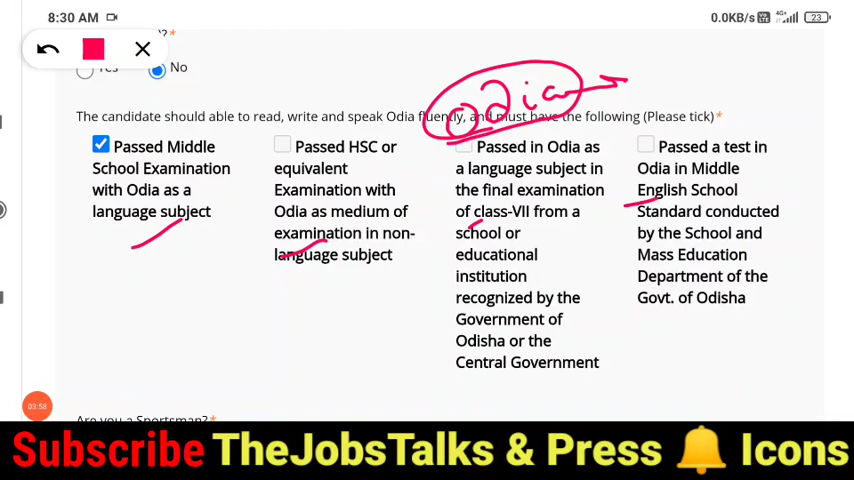 8:30 AM
0.0KB/s
4G+
23
Yes
No
odia
The candidate should able to read, write and speak Odia fluently, and must have the following (Please tick)*
Passed Middle
School Examination
with Odia as a
language subject
Passed HSC or
equivalent
Examination with
Odia as medium of
examination in non-
language subject
Passed in Odia as
a language subject in
the final examination
of class-VII from a
school or
educational
institution
recognized by the
Government of
Odisha or the
Central Government
Passed a test in
Odia in Middle
English School
Standard conducted
by the School and
Mass Education
Department of the
Govt. of Odisha
03:58
Are you a Sportsman?*
Subscribe TheJobsTalks & Press 🔔 Icons